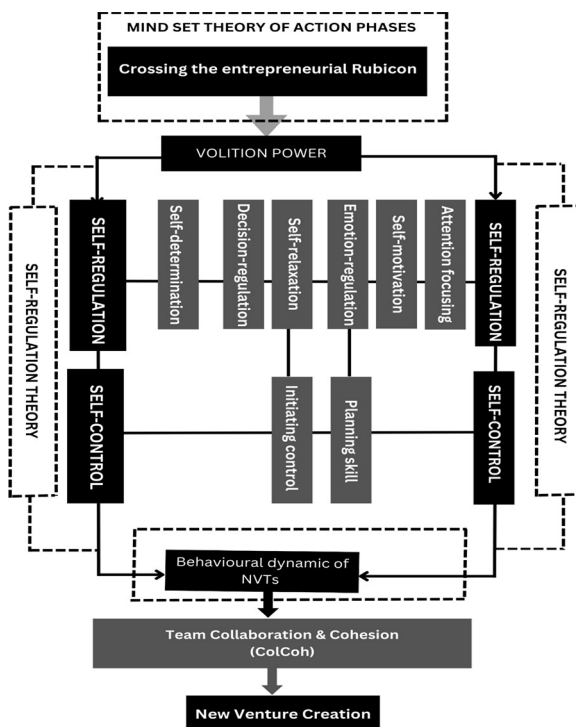 MIND SET THEORY OF ACTION PHASES
Crossing the entrepreneurial Rubicon
VOLITION POWER
SELF-REGULATION THEORY
SELF-REGULATION
Self-determination
Decision-regulation
Self-relaxation
Emotion-regulation
Self-motivation
Attention focusing
SELF-REGULATION
SELF-REGULATION THEORY
SELF-CONTROL
Initiating control
Planning skill
SELF-CONTROL
Behavioural dynamic of
NVTs
Team Collaboration & Cohesion
(ColCoh)
New Venture Creation